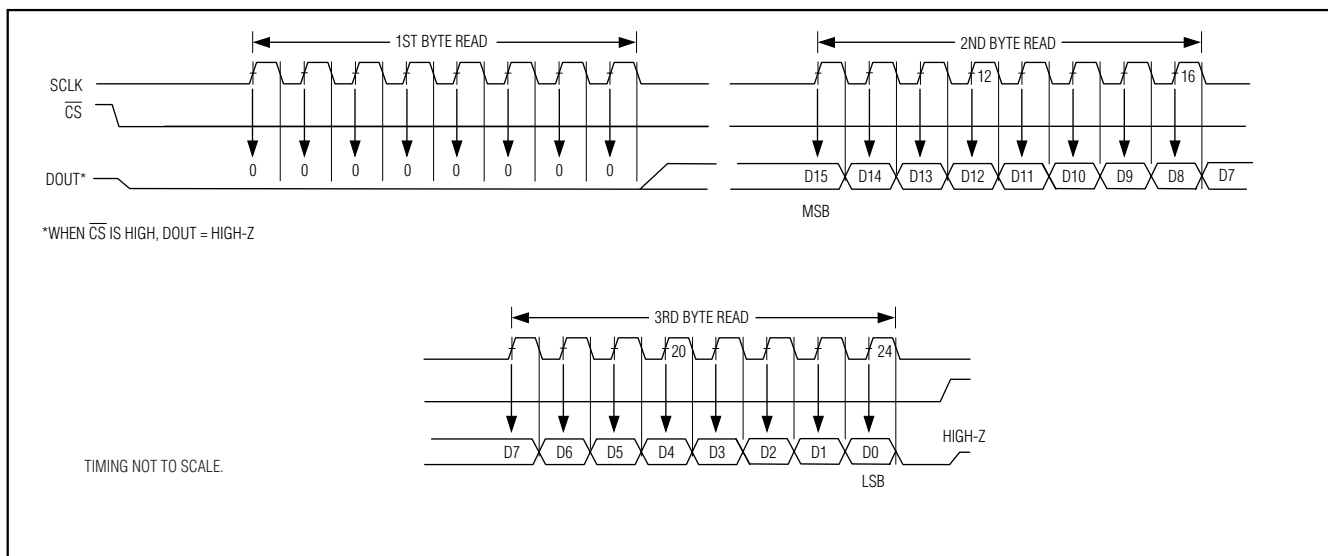 1ST BYTE READ
2ND BYTE READ
SCLK
12
16
CS
0 0 0 0 0 0 0 0
DOUT*
D15 D14 D13 D12 D11 D10 D9 D8 D7
MSB
*WHEN CS IS HIGH, DOUT = HIGH-Z
3RD BYTE READ
20
24
HIGH-Z
D7 D6 D5 D4 D3 D2 D1 D0
TIMING NOT TO SCALE.
LSB